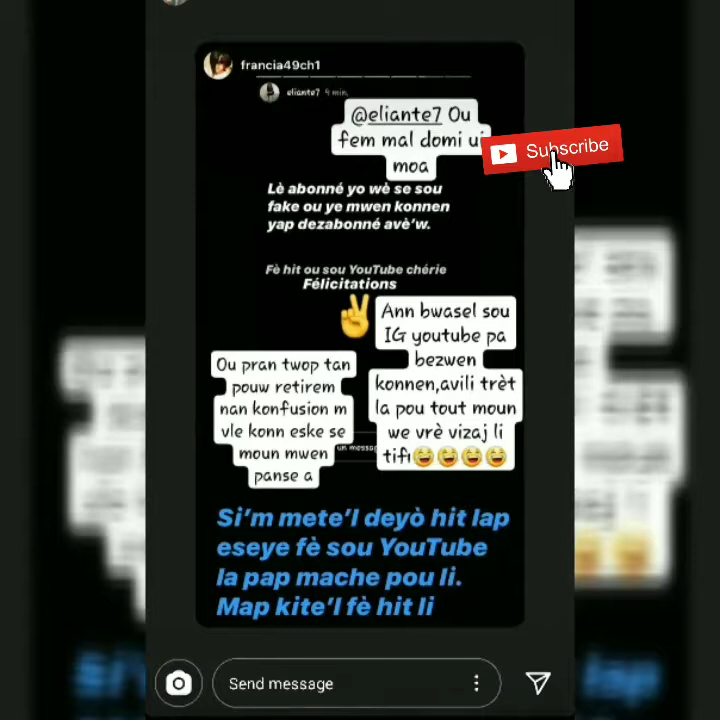 francia49ch1
eliante7 9 min.
@eliante7 Ou
fem mal domi ui
moa
Subscribe
Lè abonné yo wè se sou
fake ou ye mwen konnen
yap dezabonné avè'w.
Fè hit ou sou YouTube chérie
Félicitations
Ann bwasel sou
IG youtube pa
bezwen
konnen,avili trèt
la pou tout moun
we vrè vizaj li
tifi😂😂😂😂
Ou pran twop tan
pouw retirem
nan konfusion m
vle konn eske se
moun mwen
panse a
un messag
Si'm mete'l deyò hit lap
eseye fè sou YouTube
la pap mache pou li.
Map kite'l fè hit li
Send message